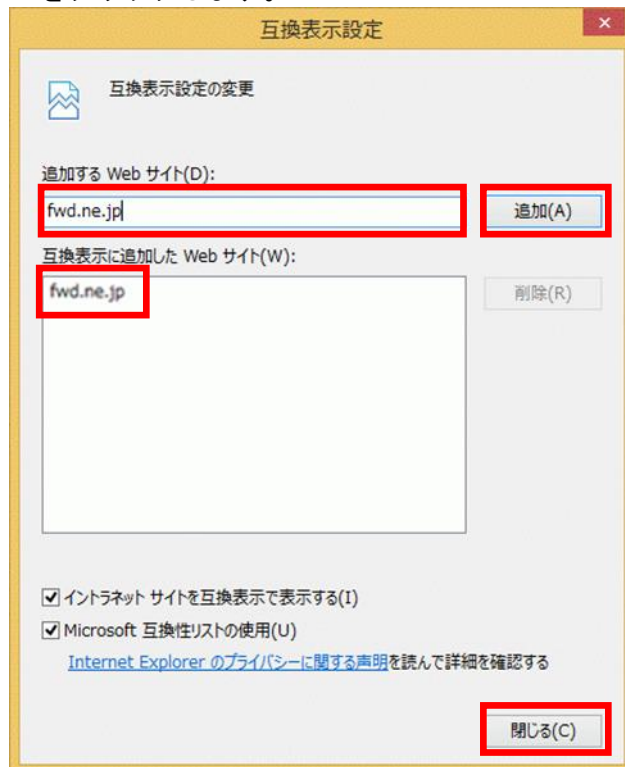 互換表示設定
互換表示設定の変更
追加する Web サイト(D):
fwd.ne.jp
追加(A)
互換表示に追加した Web サイト(W):
fwd.ne.jp
削除(R)
イントラネット サイトを互換表示で表示する(I)
Microsoft 互換性リストの使用(U)
Internet Explorer のプライバシーに関する声明を読んで詳細を確認する
閉じる(C)